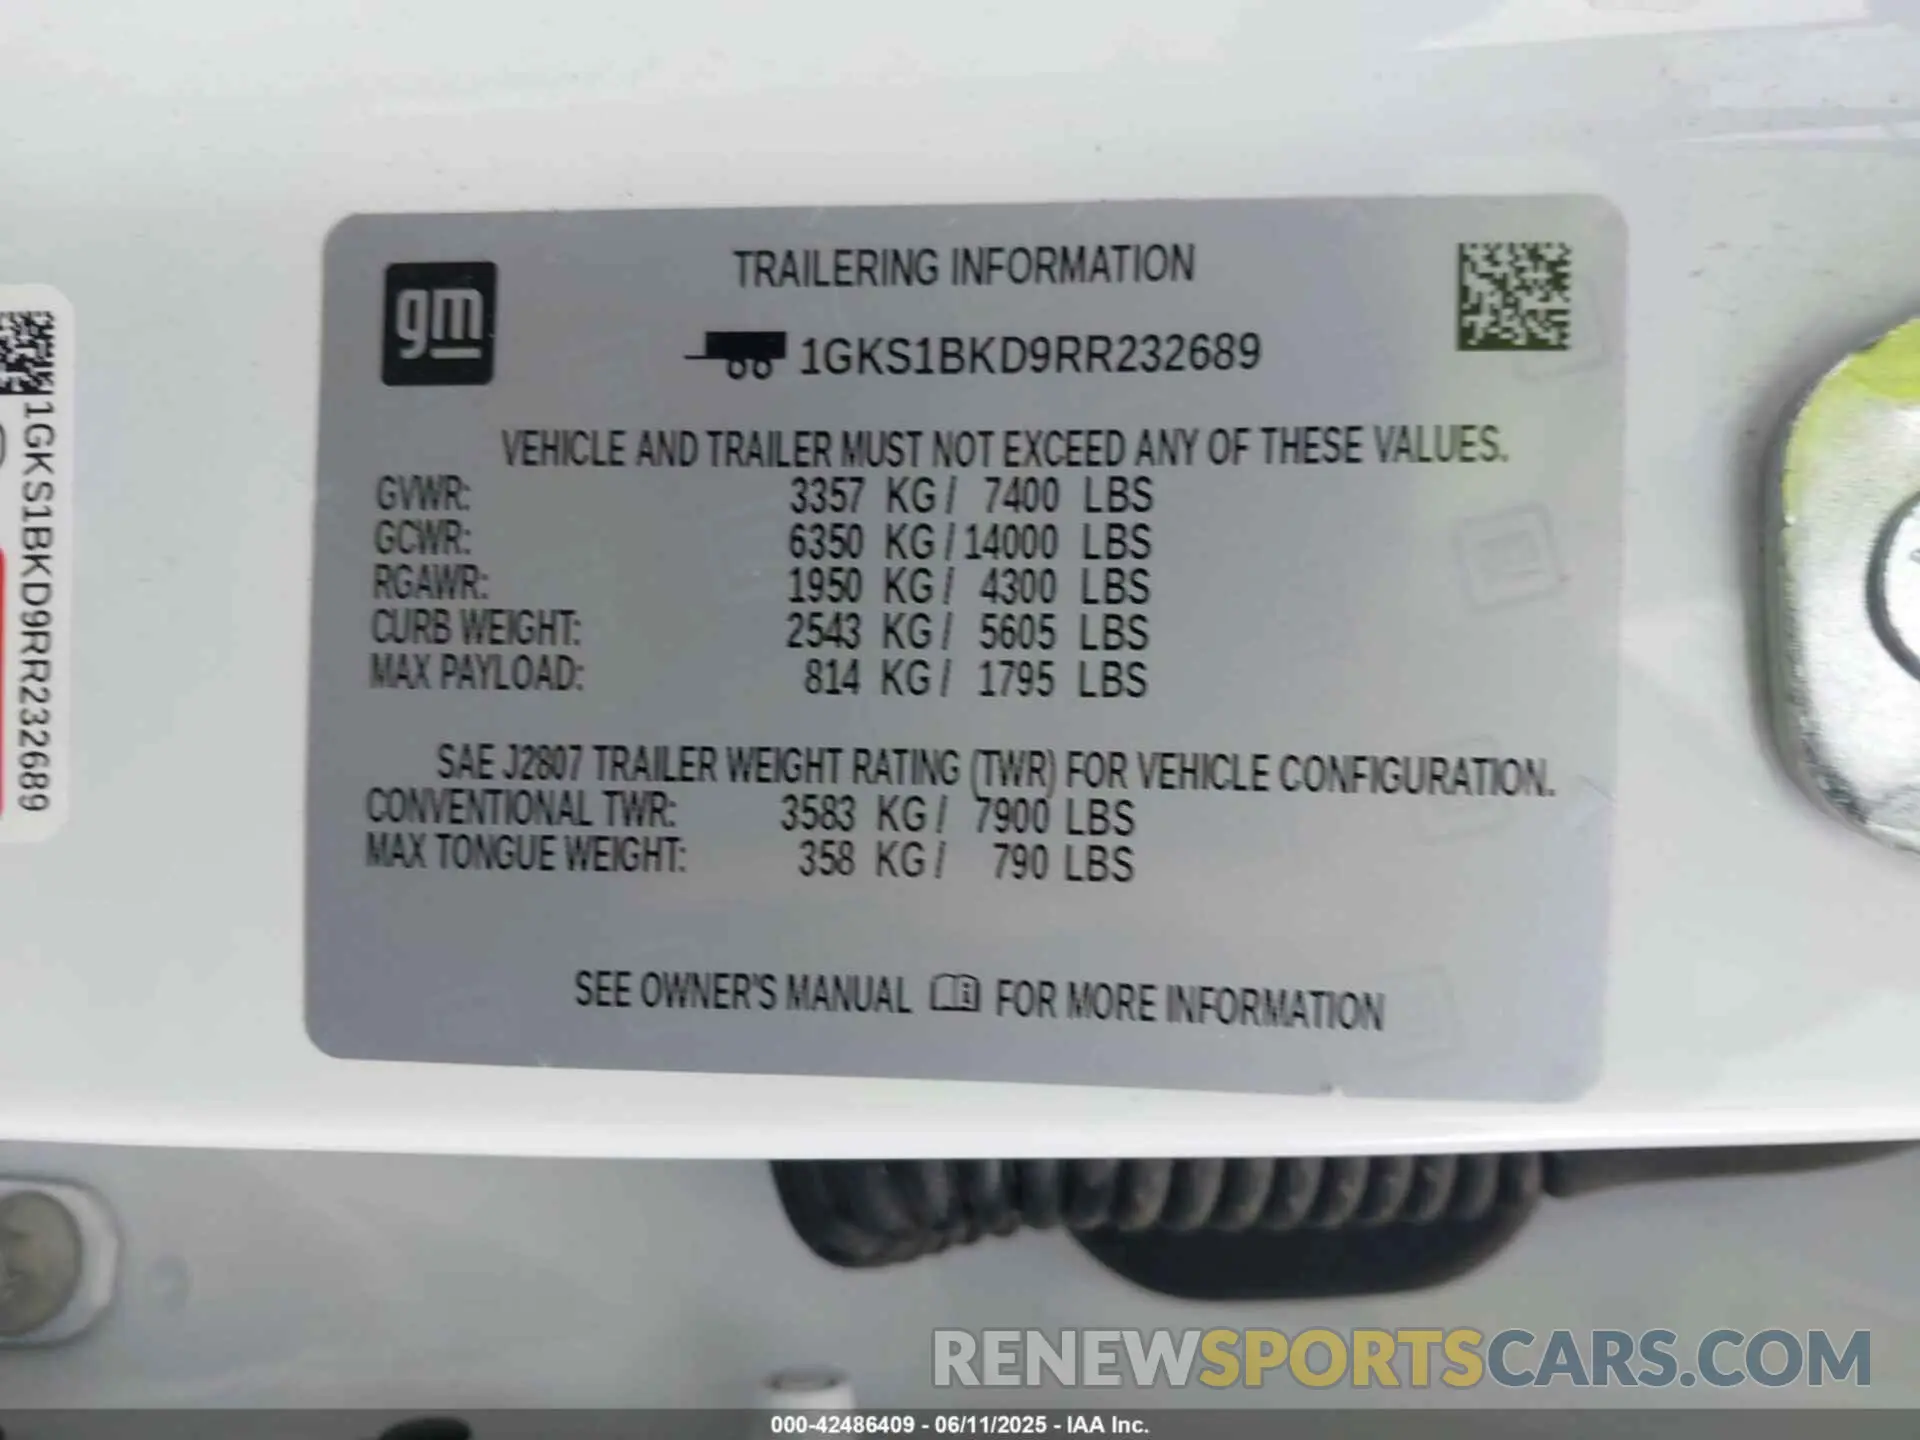 gm
TRAILERING INFORMATION
1GKS1BKD9RR232689
VEHICLE AND TRAILER MUST NOT EXCEED ANY OF THESE VALUES.
GVWR: 3357 KG / 7400 LBS
GCWR: 6350 KG / 14000 LBS
RGAWR: 1950 KG / 4300 LBS
CURB WEIGHT: 2543 KG / 5605 LBS
MAX PAYLOAD: 814 KG / 1795 LBS
SAE J2807 TRAILER WEIGHT RATING (TWR) FOR VEHICLE CONFIGURATION.
CONVENTIONAL TWR: 3583 KG / 7900 LBS
MAX TONGUE WEIGHT: 358 KG / 790 LBS
SEE OWNER'S MANUAL FOR MORE INFORMATION
1GKS1BKD9RR232689
RENEWSPORTSCARS.COM
000-42486409 - 06/11/2025 - IAA Inc.